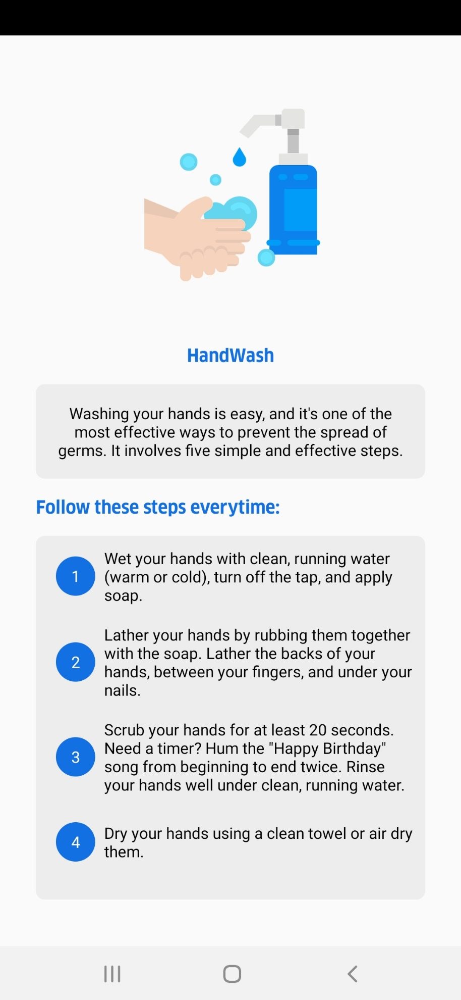 HandWash
Washing your hands is easy, and it's one of the
most effective ways to prevent the spread of
germs. It involves five simple and effective steps.
Follow these steps everytime:
1
Wet your hands with clean, running water
(warm or cold), turn off the tap, and apply
soap.
2
Lather your hands by rubbing them together
with the soap. Lather the backs of your
hands, between your fingers, and under your
nails.
3
Scrub your hands for at least 20 seconds.
Need a timer? Hum the "Happy Birthday"
song from beginning to end twice. Rinse
your hands well under clean, running water.
4
Dry your hands using a clean towel or air dry
them.